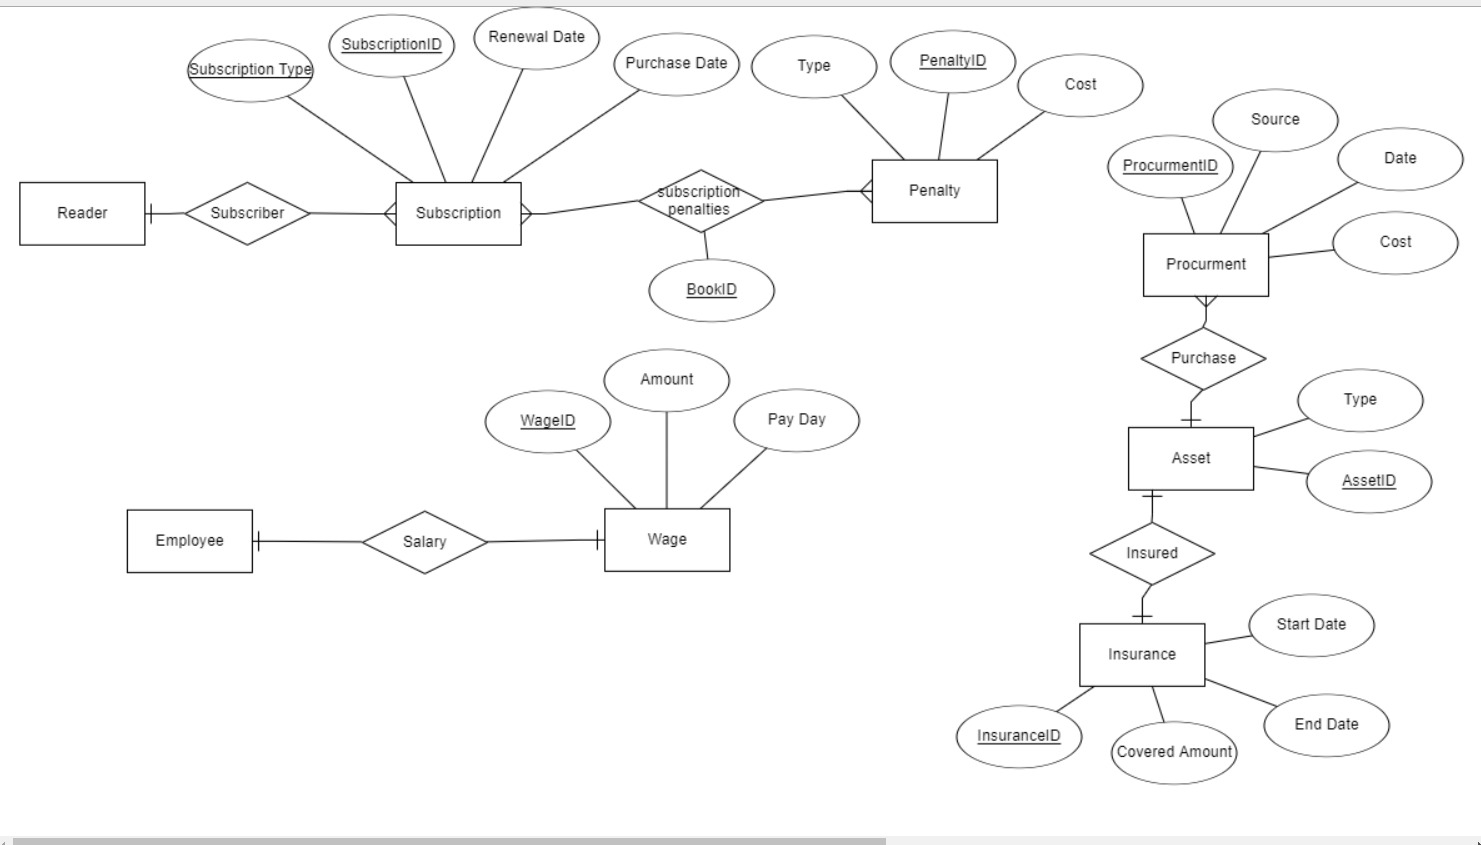 Subscription Type
SubscriptionID
Renewal Date
Purchase Date
Type
PenaltyID
Cost
Reader
Subscriber
Subscription
subscription
penalties
Penalty
BookID
ProcurmentID
Source
Date
Cost
Procurment
Purchase
Asset
Type
AssetID
Insured
Insurance
Start Date
End Date
InsuranceID
Covered Amount
WageID
Amount
Pay Day
Employee
Salary
Wage